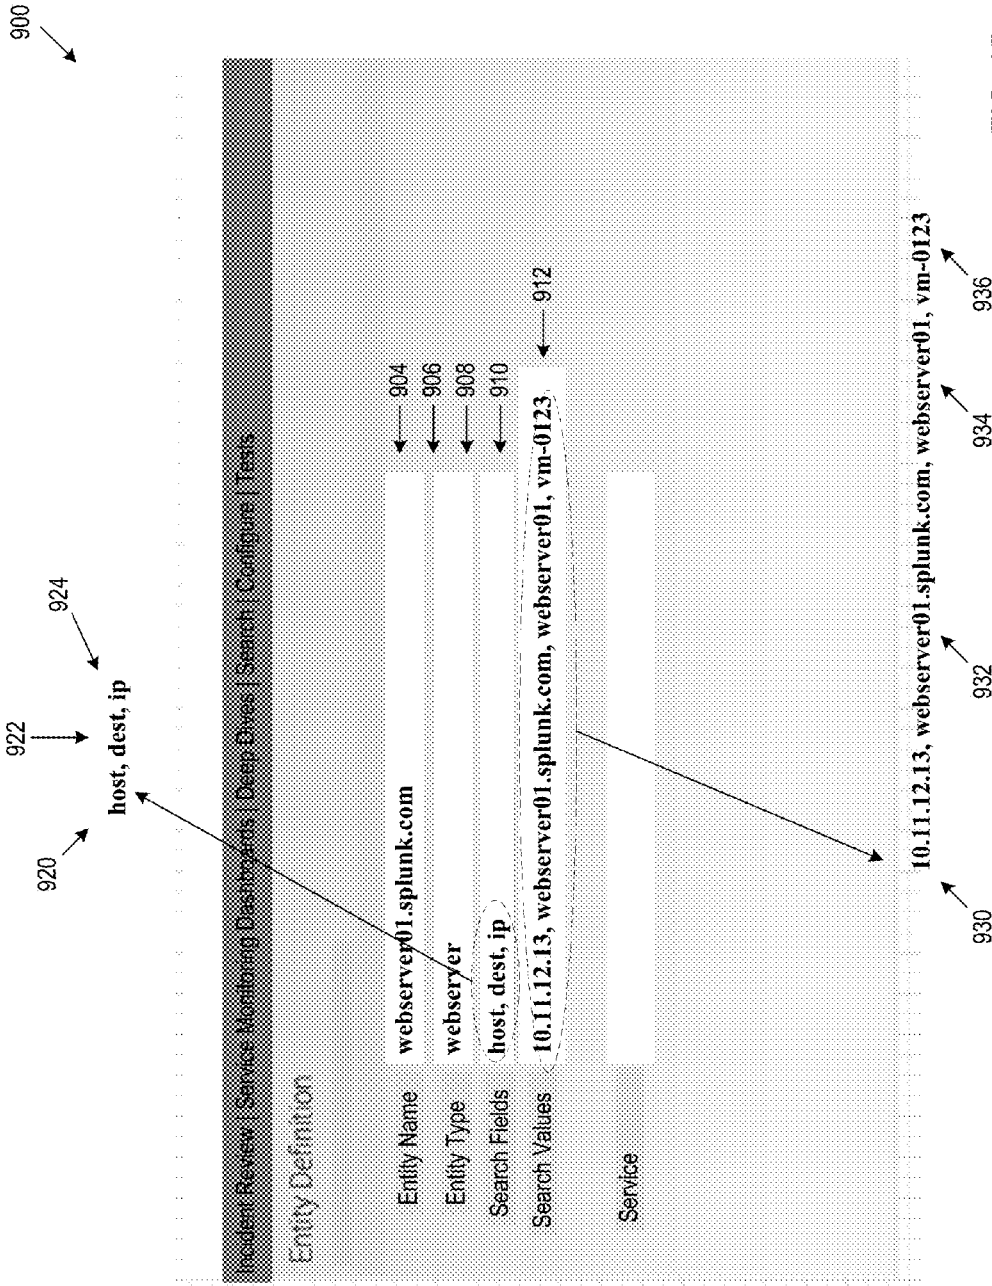 900
922
920
924
host, dest, ip
Incident Review | Service Monitoring Dashboards | Deep Dives | Search | Configure | Tests
Entity Definition
Entity Name
webserver01.splunk.com
904
906
Entity Type
webserver
908
Search Fields
host, dest, ip
910
Search Values
10.11.12.13, webserver01.splunk.com, webserver01, vm-0123
912
Service
10.11.12.13, webserver01.splunk.com, webserver01, vm-0123
930
932
934
936